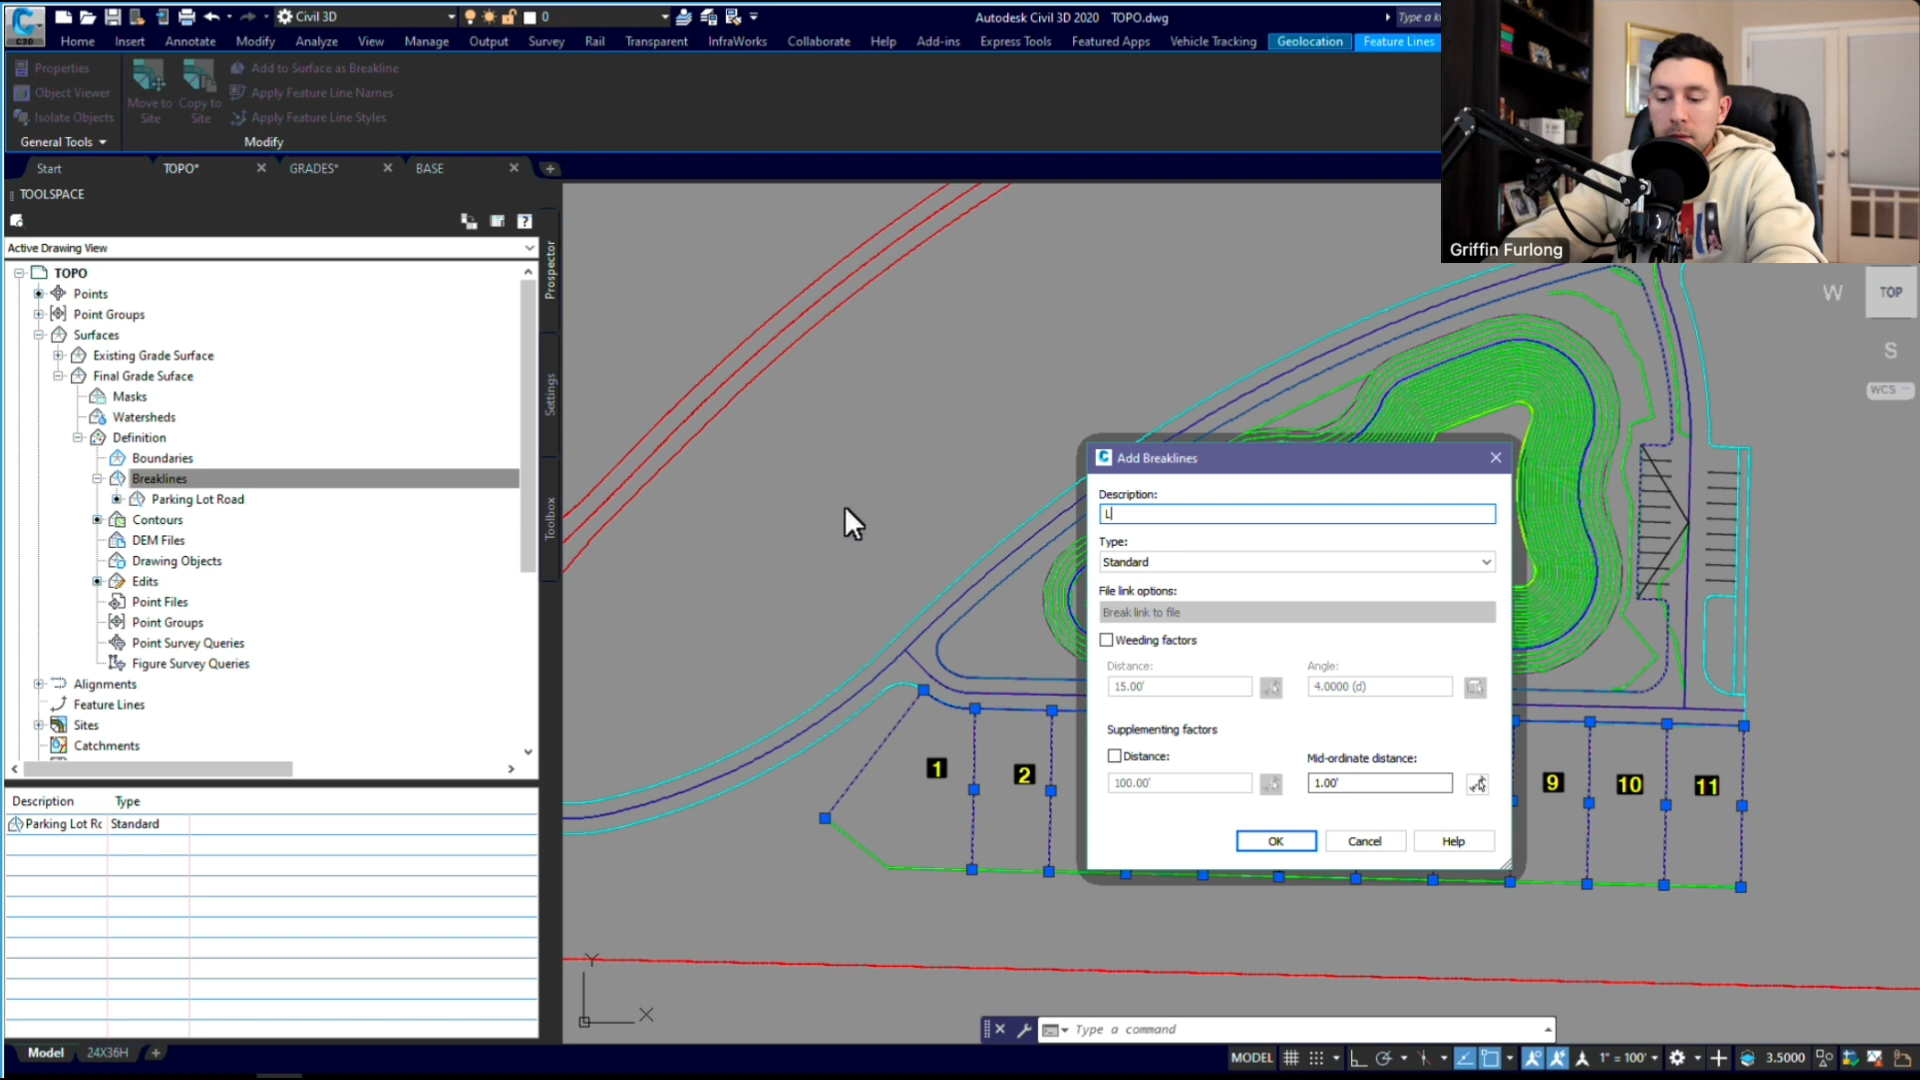 Civil 3D
0
Autodesk Civil 3D 2020 TOPO.dwg
Type a k
C3D
Home Insert Annotate Modify Analyze View Manage Output Survey Rail Transparent InfraWorks Collaborate Help Add-ins Express Tools Featured Apps Vehicle Tracking Geolocation Feature Lines
Properties
Object Viewer
Isolate Objects
Move to Site
Copy to Site
Add to Surface as Breakline
Apply Feature Line Names
Apply Feature Line Styles
General Tools
Modify
Start TOPO* GRADES* BASE
Griffin Furlong
TOOLSPACE
Active Drawing View
TOPO
Points
Point Groups
Surfaces
Existing Grade Surface
Final Grade Suface
Masks
Watersheds
Definition
Boundaries
Breaklines
Parking Lot Road
Contours
DEM Files
Drawing Objects
Edits
Point Files
Point Groups
Point Survey Queries
Figure Survey Queries
Alignments
Feature Lines
Sites
Catchments
Prospector
Settings
Toolbox
Description Type
Parking Lot Rc Standard
W TOP
S
WCS
Add Breaklines
Description:
L
Type:
Standard
File link options:
Break link to file
Weeding factors
Distance: Angle:
15.00' 4.0000 (d)
Supplementing factors
Distance: Mid-ordinate distance:
100.00' 1.00'
OK Cancel Help
1 2 9 10 11
Y
X
Type a command
Model 24X36H
MODEL 1" = 100' 3.5000